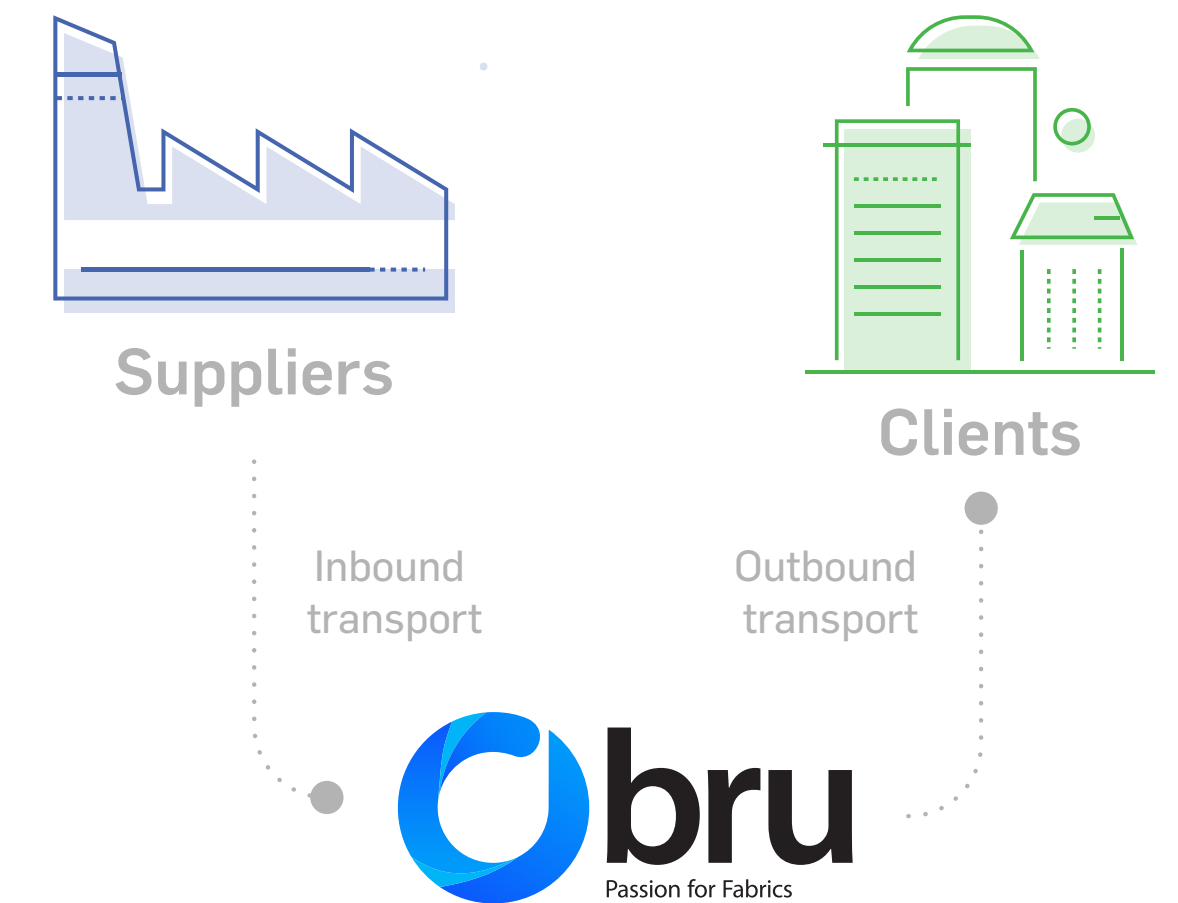 Suppliers
Clients
Inbound
transport
Outbound
transport
bru
Passion for Fabrics